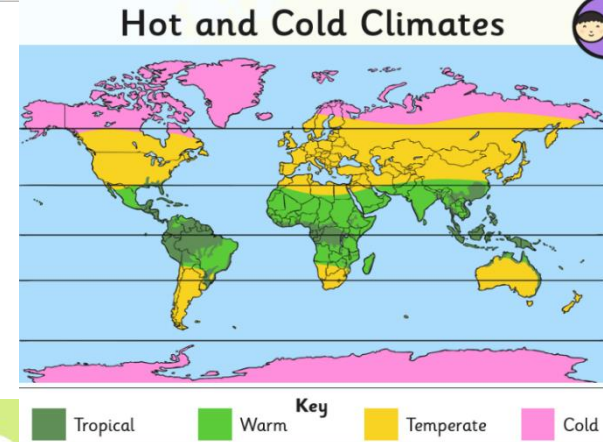 Hot and Cold Climates
Key
Tropical
Warm
Temperate
Cold